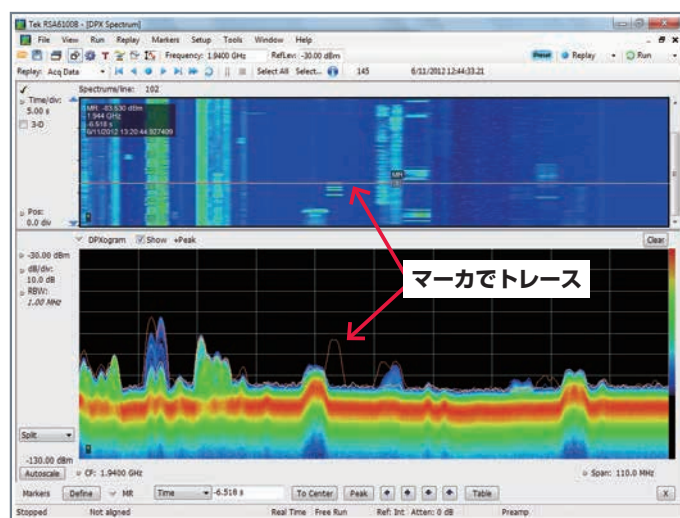 Tek RSA6100B - [DPX Spectrum]
File View Run Replay Markers Setup Tools Window Help
Frequency: 1.9400 GHz RefLev: -30.00 dBm Preset Replay Run
Replay: Acq Data Select All Select... 145 6/11/2012 12:44:33.21
Spectrums/line: 102
Time/div:
5.00 s
3-D
MR: -83.530 dBm
1.944 GHz
-6.518 s
6/11/2012 13:20:44.927409
MR
Pos:
0.0 div
DPXogram Show +Peak Clear
-30.00 dBm
dB/div:
10.0 dB
RBW:
1.00 MHz
マーカでトレース
Split
-130.00 dBm
Autoscale CF: 1.9400 GHz Span: 110.0 MHz
Markers Define MR Time -6.518 s To Center Peak Table X
Stopped Not aligned Real Time Free Run Ref: Int Atten: 0 dB Preamp